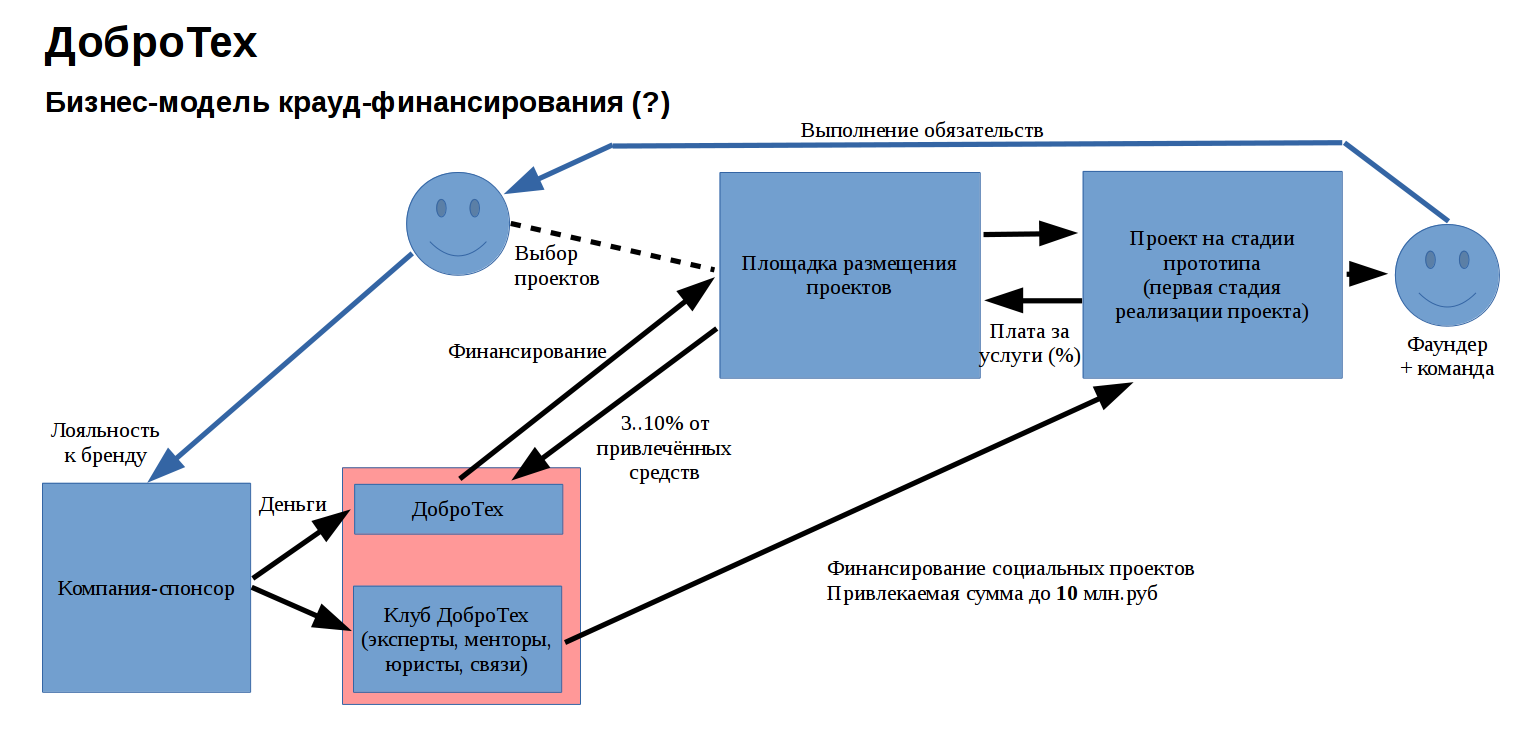 ДоброТех
Бизнес-модель крауд-финансирования (?)
Выполнение обязательств
Выбор
проектов
Площадка размещения
проектов
Проект на стадии
прототипа
(первая стадия
реализации проекта)
Плата за
услуги (%)
Фаундер
+ команда
Финансирование
3..10% от
привлечённых
средств
Лояльность
к бренду
Деньги
ДоброТех
Компания-спонсор
Клуб ДоброТех
(эксперты, менторы,
юристы, связи)
Финансирование социальных проектов
Привлекаемая сумма до 10 млн.руб